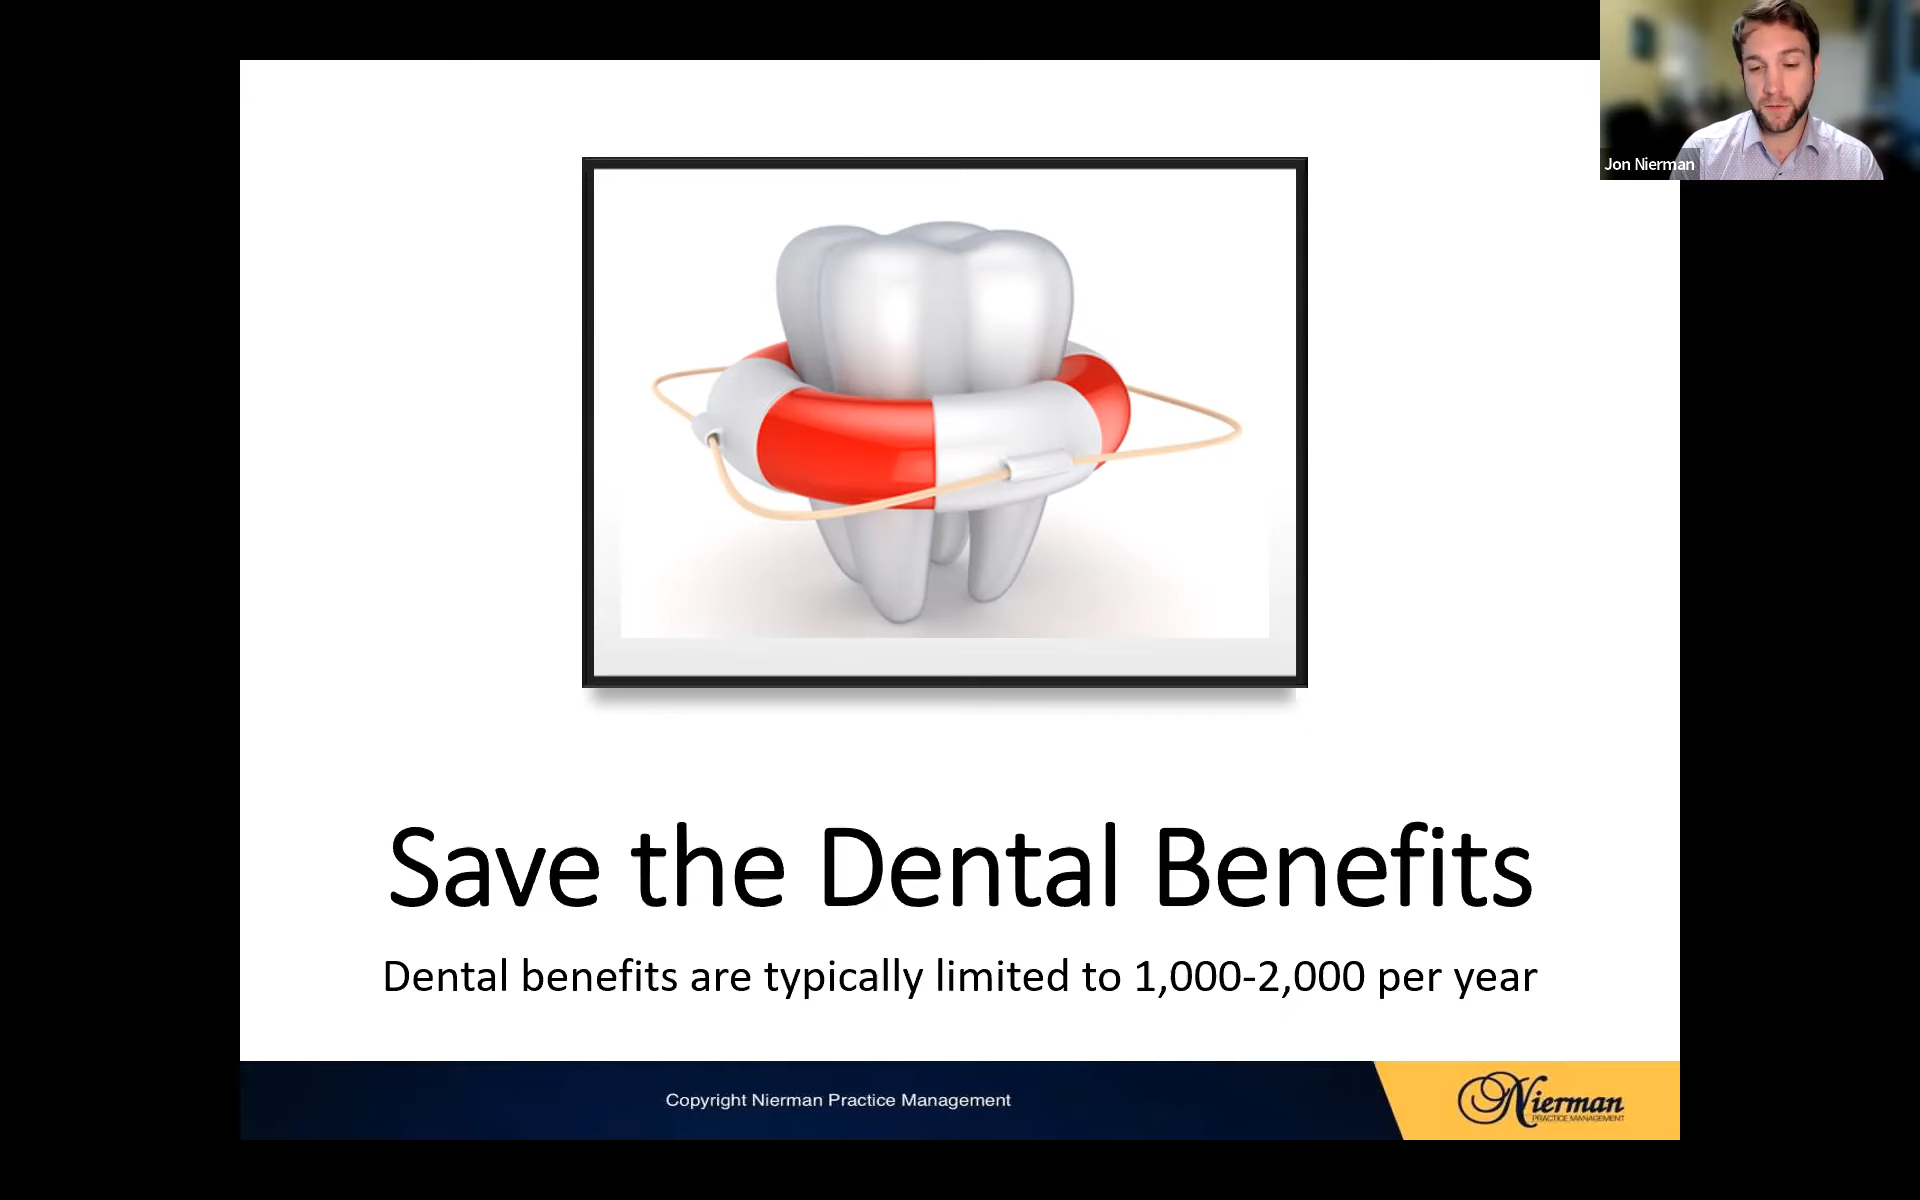 Jon Nierman
Save the Dental Benefits
Dental benefits are typically limited to 1,000-2,000 per year
Copyright Nierman Practice Management
Nierman
PRACTICE MANAGEMENT